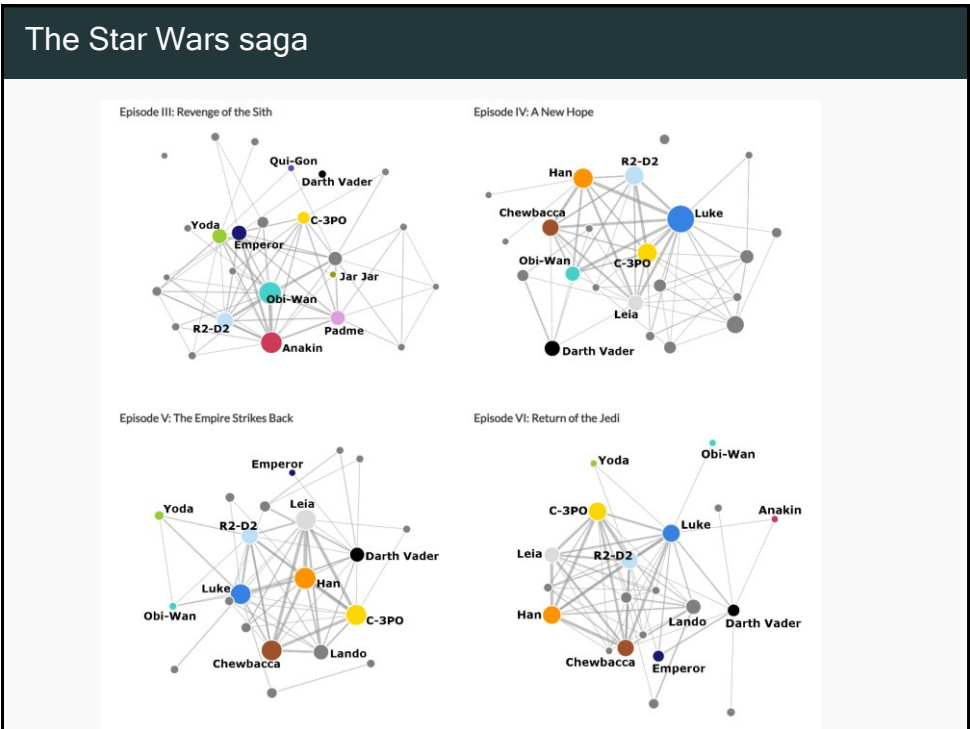 The Star Wars saga
Episode III: Revenge of the Sith
Qui-Gon
Darth Vader
C-3PO
Yoda
Emperor
Jar Jar
Obi-Wan
R2-D2
Padme
Anakin
Episode IV: A New Hope
R2-D2
Han
Chewbacca
Luke
Obi-Wan
C-3PO
Leia
Darth Vader
Episode V: The Empire Strikes Back
Emperor
Leia
Yoda
R2-D2
Darth Vader
Han
Luke
Obi-Wan
C-3PO
Lando
Chewbacca
Episode VI: Return of the Jedi
Obi-Wan
Yoda
C-3PO
Anakin
Luke
Leia
R2-D2
Han
Lando
Darth Vader
Chewbacca
Emperor